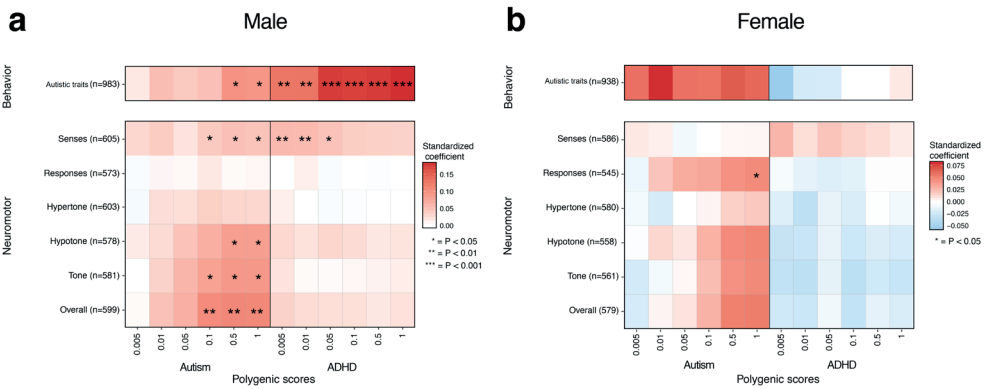 a
Male
Behavior
Autistic traits (n=983)
* * ** ** *** *** *** ***
Neuromotor
Senses (n=605)
* * * ** ** *
Responses (n=573)
Hypertone (n=603)
Hypotone (n=578)
* *
Tone (n=581)
* * *
Overall (n=599)
** ** **
0.005 0.01 0.05 0.1 0.5 1 0.005 0.01 0.05 0.1 0.5 1
Autism ADHD
Polygenic scores
Standardized
coefficient
0.15
0.10
0.05
0.00
* = P < 0.05
** = P < 0.01
*** = P < 0.001
b
Female
Behavior
Autistic traits (n=938)
Neuromotor
Senses (n=586)
Responses (n=545)
*
Hypertone (n=580)
Hypotone (n=558)
Tone (n=561)
Overall (579)
0.005 0.01 0.05 0.1 0.5 1 0.005 0.01 0.05 0.1 0.5 1
Autism ADHD
Polygenic scores
Standardized
coefficient
0.075
0.050
0.025
0.000
−0.025
−0.050
* = P < 0.05